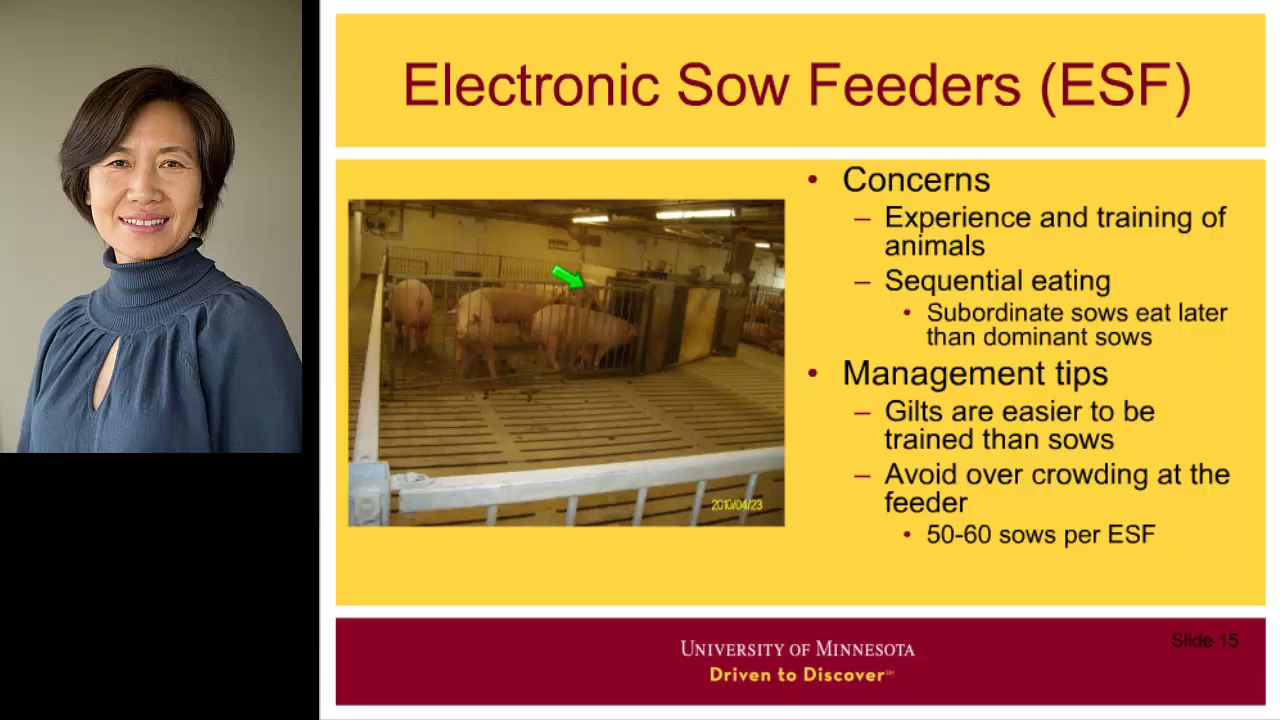 Electronic Sow Feeders (ESF)
• Concerns
– Experience and training of
animals
– Sequential eating
• Subordinate sows eat later
than dominant sows
• Management tips
– Gilts are easier to be
trained than sows
– Avoid over crowding at the
feeder
• 50-60 sows per ESF
2010/04/23
Slide 15
UNIVERSITY OF MINNESOTA
Driven to Discover℠